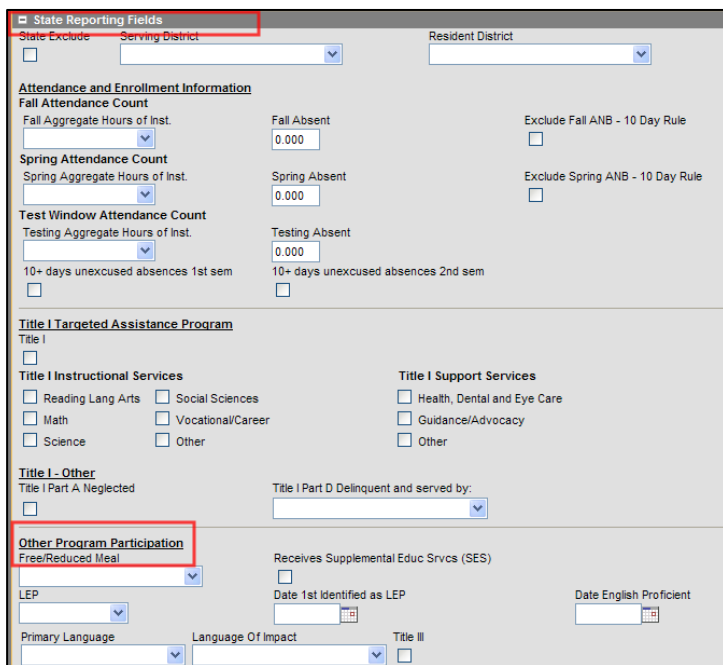 State Reporting Fields
State Exclude Serving District Resident District
Attendance and Enrollment Information
Fall Attendance Count
Fall Aggregate Hours of Inst. Fall Absent Exclude Fall ANB - 10 Day Rule
0.000
Spring Attendance Count
Spring Aggregate Hours of Inst. Spring Absent Exclude Spring ANB - 10 Day Rule
0.000
Test Window Attendance Count
Testing Aggregate Hours of Inst. Testing Absent
0.000
10+ days unexcused absences 1st sem 10+ days unexcused absences 2nd sem
Title I Targeted Assistance Program
Title I
Title I Instructional Services Title I Support Services
Reading Lang Arts Social Sciences Health, Dental and Eye Care
Math Vocational/Career Guidance/Advocacy
Science Other Other
Title I - Other
Title I Part A Neglected Title I Part D Delinquent and served by:
Other Program Participation
Free/Reduced Meal Receives Supplemental Educ Srvcs (SES)
LEP Date 1st Identified as LEP Date English Proficient
Primary Language Language Of Impact Title III